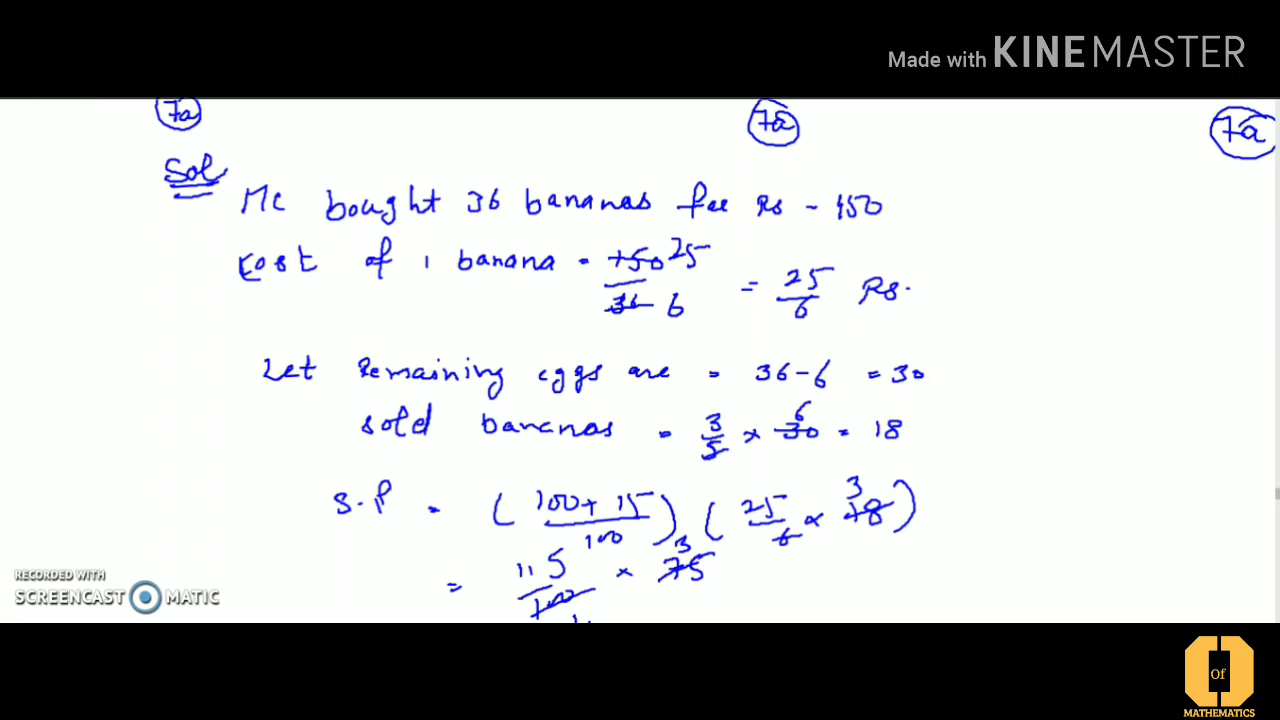 Made with KINEMASTER
7a 7a 7a
Sol
Mc bought 36 bananas for Rs - 150
cost of 1 banana = 150 25 / 36 6 = 25/6 Rs.
Let Remaining eggs are = 36-6 = 30
sold bananas = 3/5 × 30 6 = 18
S.P = (100+15 / 100) (25/6 × 18 3)
= 115/100 × 75 3
4
RECORDED WITH
SCREENCAST MATIC
Of
MATHEMATICS